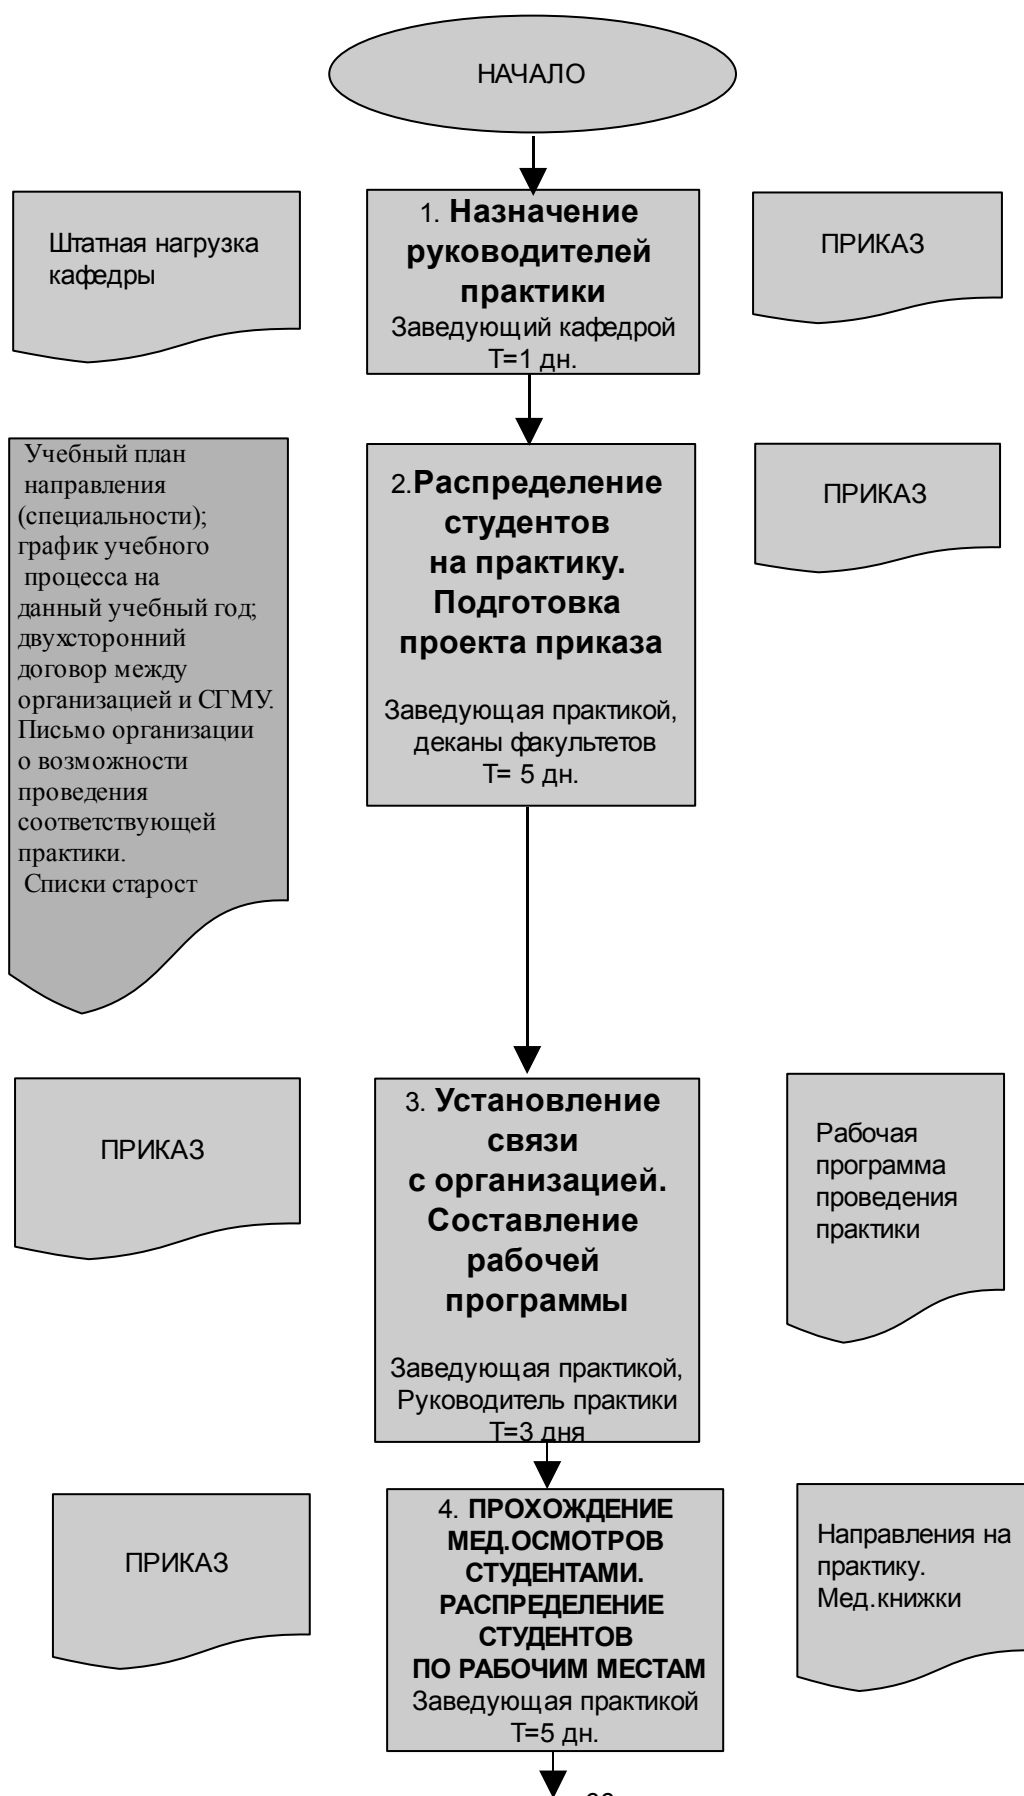 НАЧАЛО
Штатная нагрузка
кафедры
1. Назначение
руководителей
практики
Заведующий кафедрой
Т=1 дн.
ПРИКАЗ
Учебный план
направления
(специальности);
график учебного
процесса на
данный учебный год;
двухсторонний
договор между
организацией и СГМУ.
Письмо организации
о возможности
проведения
соответствующей
практики.
Списки старост
2.Распределение
студентов
на практику.
Подготовка
проекта приказа
Заведующая практикой,
деканы факультетов
Т= 5 дн.
ПРИКАЗ
ПРИКАЗ
3. Установление
связи
с организацией.
Составление
рабочей
программы
Заведующая практикой,
Руководитель практики
Т=3 дня
Рабочая
программа
проведения
практики
ПРИКАЗ
4. ПРОХОЖДЕНИЕ
МЕД.ОСМОТРОВ
СТУДЕНТАМИ.
РАСПРЕДЕЛЕНИЕ
СТУДЕНТОВ
ПО РАБОЧИМ МЕСТАМ
Заведующая практикой
Т=5 дн.
Направления на
практику.
Мед.книжки